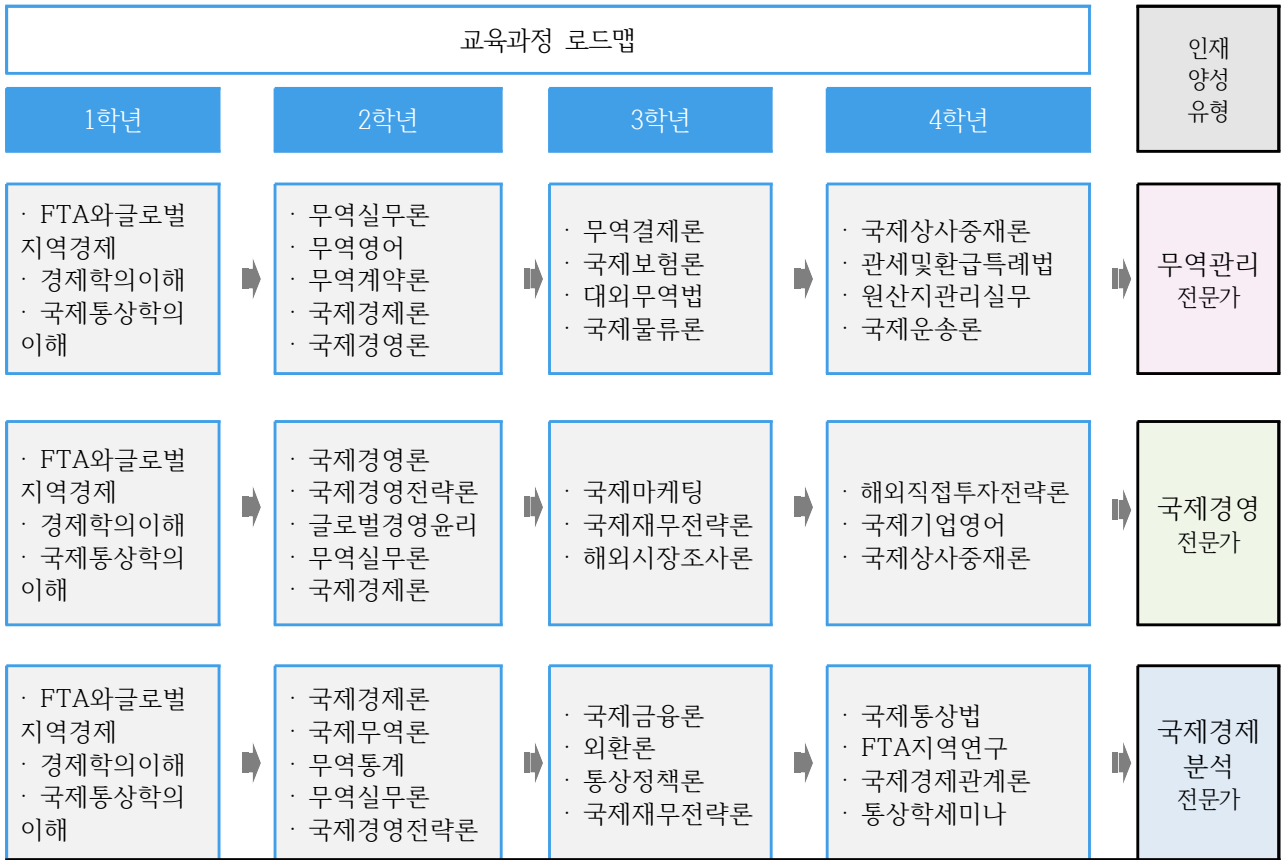 교육과정 로드맵
인재
양성
유형
1학년
2학년
3학년
4학년
· FTA와글로벌
지역경제
· 경제학의이해
· 국제통상학의
이해
· 무역실무론
· 무역영어
· 무역계약론
· 국제경제론
· 국제경영론
· 무역결제론
· 국제보험론
· 대외무역법
· 국제물류론
· 국제상사중재론
· 관세및환급특례법
· 원산지관리실무
· 국제운송론
무역관리
전문가
· FTA와글로벌
지역경제
· 경제학의이해
· 국제통상학의
이해
· 국제경영론
· 국제경영전략론
· 글로벌경영윤리
· 무역실무론
· 국제경제론
· 국제마케팅
· 국제재무전략론
· 해외시장조사론
· 해외직접투자전략론
· 국제기업영어
· 국제상사중재론
국제경영
전문가
· FTA와글로벌
지역경제
· 경제학의이해
· 국제통상학의
이해
· 국제경제론
· 국제무역론
· 무역통계
· 무역실무론
· 국제경영전략론
· 국제금융론
· 외환론
· 통상정책론
· 국제재무전략론
· 국제통상법
· FTA지역연구
· 국제경제관계론
· 통상학세미나
국제경제
분석
전문가